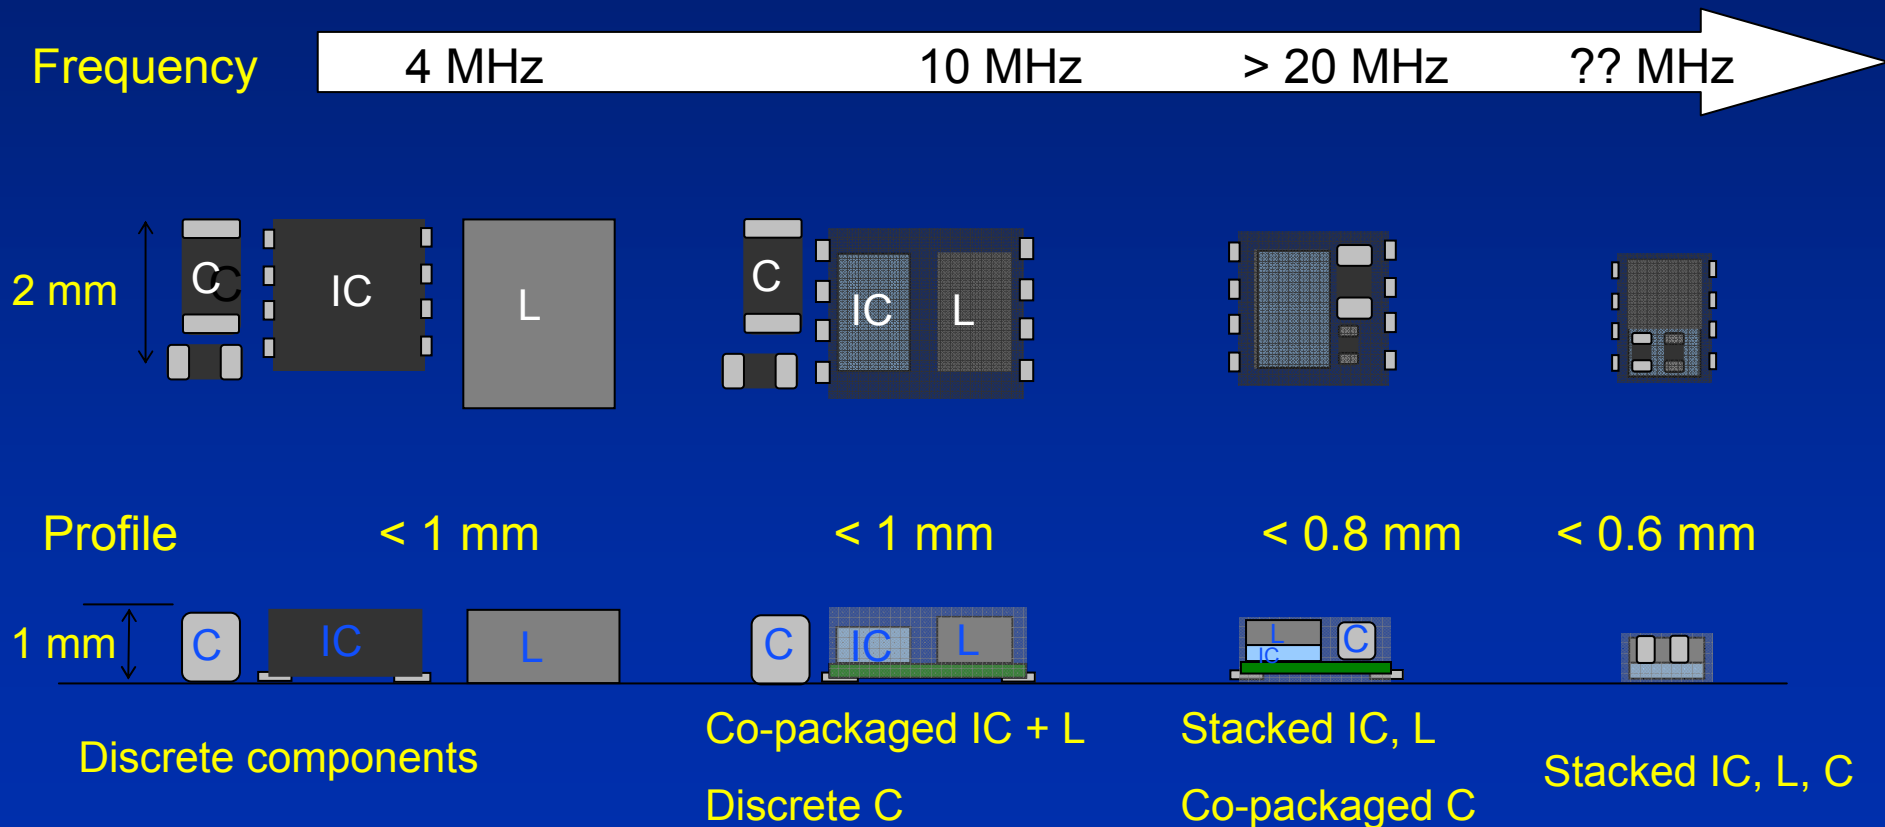 Frequency 4 MHz 10 MHz > 20 MHz ?? MHz
2 mm C C IC L C IC L
Profile < 1 mm < 1 mm < 0.8 mm < 0.6 mm
1 mm C IC L C IC L L IC C
Discrete components
Co-packaged IC + L
Discrete C
Stacked IC, L
Co-packaged C
Stacked IC, L, C